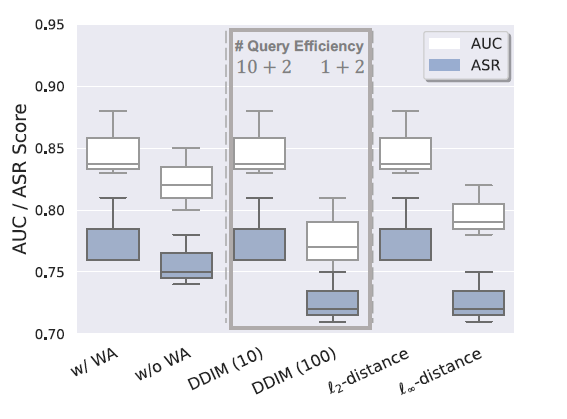 # Query Efficiency
10 + 2 1 + 2
AUC
ASR
AUC / ASR Score
0.95
0.90
0.85
0.80
0.75
0.70
w/ WA
w/o WA
DDIM (10)
DDIM (100)
ℓ₂-distance
ℓ∞-distance